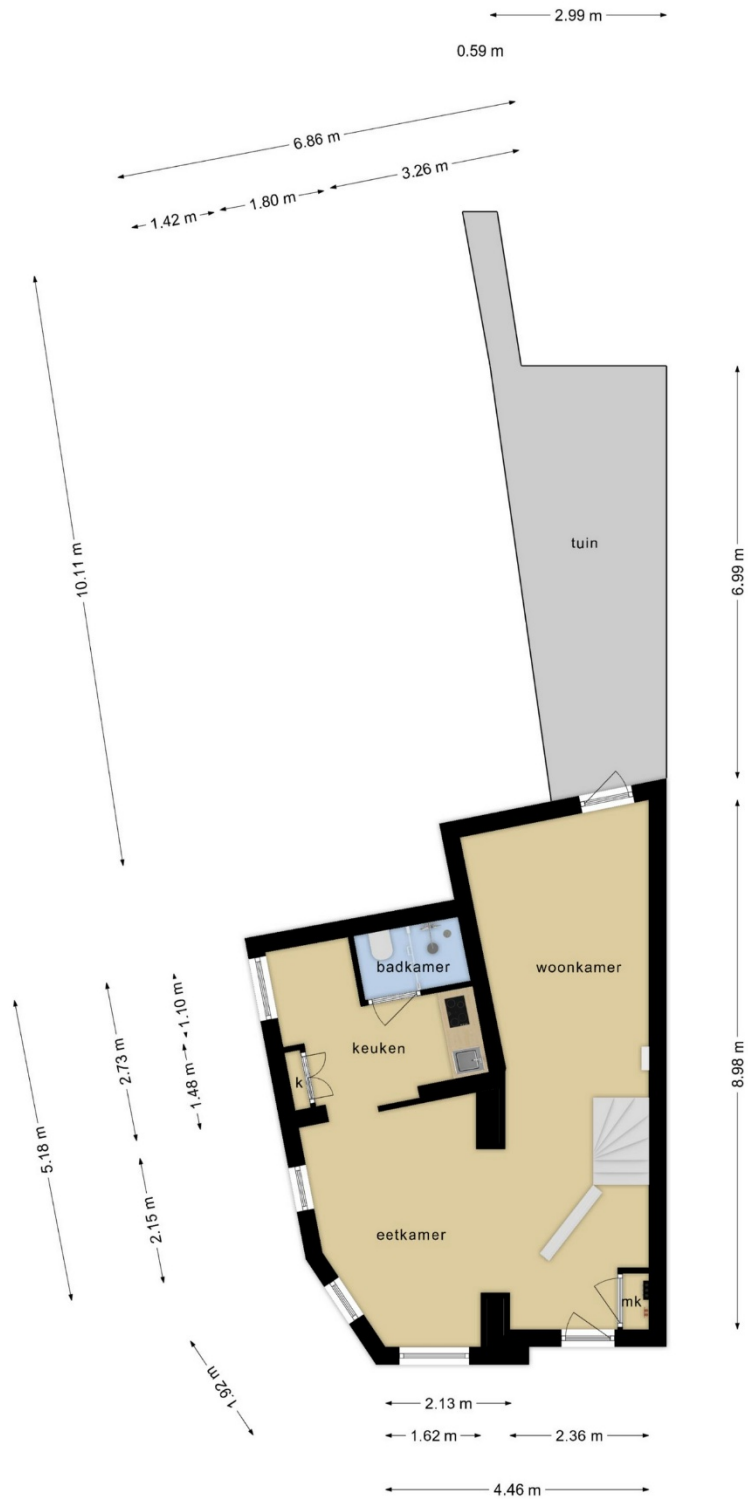 2.99 m
0.59 m
6.86 m
3.26 m
1.80 m
1.42 m
10.11 m
tuin
6.99 m
badkamer
woonkamer
1.10 m
keuken
2.73 m
1.48 m
k
8.98 m
5.18 m
2.15 m
eetkamer
mk
1.92 m
2.13 m
1.62 m
2.36 m
4.46 m